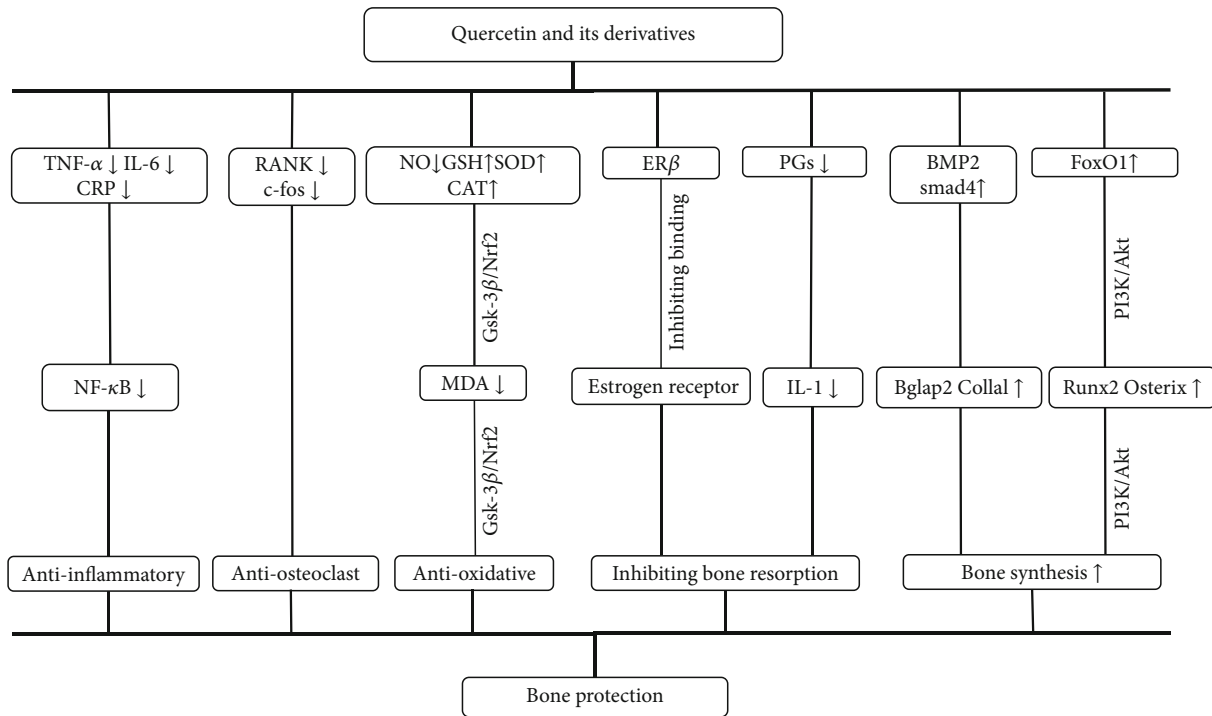 Quercetin and its derivatives
TNF-α ↓ IL-6 ↓
CRP ↓
RANK ↓
c-fos ↓
NO↓GSH↑SOD↑
CAT↑
ERβ
PGs ↓
BMP2
smad4↑
FoxO1↑
Gsk-3β/Nrf2
Inhibiting binding
PI3K/Akt
NF-κB ↓
MDA ↓
Estrogen receptor
IL-1 ↓
Bglap2 Collal ↑
Runx2 Osterix ↑
Gsk-3β/Nrf2
PI3K/Akt
Anti-inflammatory
Anti-osteoclast
Anti-oxidative
Inhibiting bone resorption
Bone synthesis ↑
Bone protection